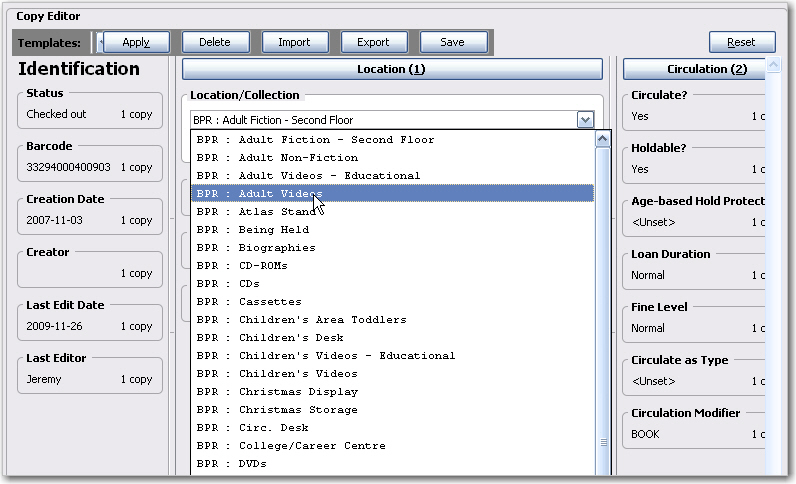 Copy Editor
Templates: Apply Delete Import Export Save Reset
Identification
Status
Checked out 1 copy
Barcode
33294000400903 1 copy
Creation Date
2007-11-03 1 copy
Creator
1 copy
Last Edit Date
2009-11-26 1 copy
Last Editor
Jeremy 1 copy
Location (1)
Location/Collection
BPR : Adult Fiction - Second Floor
BPR : Adult Fiction - Second Floor
BPR : Adult Non-Fiction
BPR : Adult Videos - Educational
BPR : Adult Videos
BPR : Atlas Stand
BPR : Being Held
BPR : Biographies
BPR : CD-ROMs
BPR : CDs
BPR : Cassettes
BPR : Children's Area Toddlers
BPR : Children's Desk
BPR : Children's Videos - Educational
BPR : Children's Videos
BPR : Christmas Display
BPR : Christmas Storage
BPR : Circ. Desk
BPR : College/Career Centre
BPR : DVDs
Circulation (2)
Circulate?
Yes 1 c
Holdable?
Yes 1 c
Age-based Hold Protect
<Unset> 1 c
Loan Duration
Normal 1 c
Fine Level
Normal 1 c
Circulate as Type
<Unset> 1 c
Circulation Modifier
BOOK 1 c